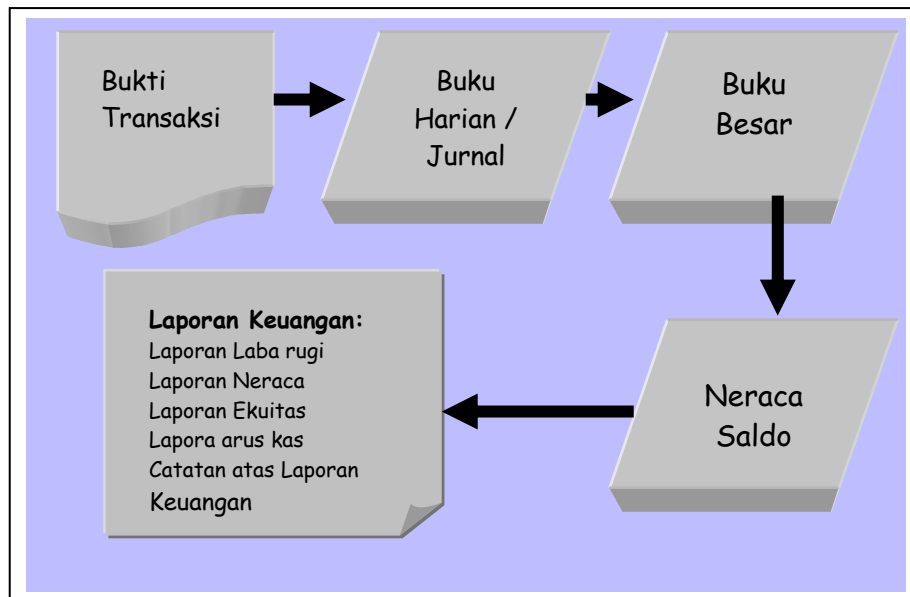 Bukti
Transaksi
Buku
Harian /
Jurnal
Buku
Besar
Neraca
Saldo
Laporan Keuangan:
Laporan Laba rugi
Laporan Neraca
Laporan Ekuitas
Lapora arus kas
Catatan atas Laporan
Keuangan